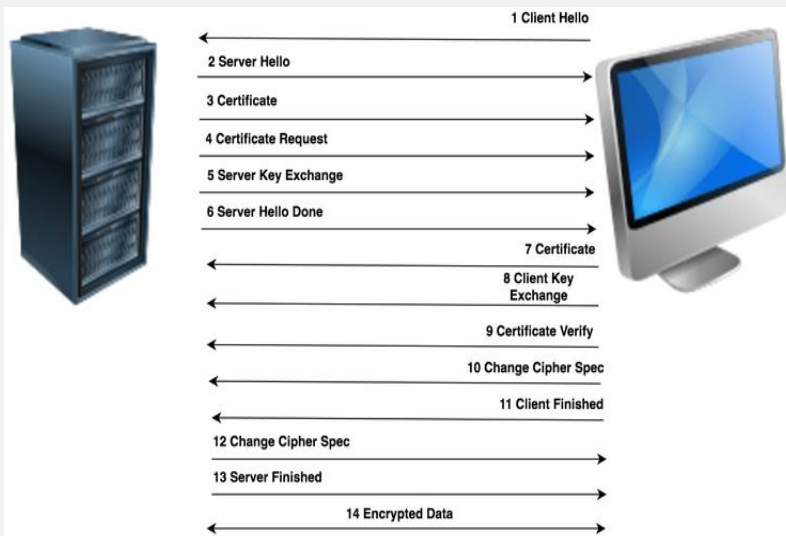 1 Client Hello
2 Server Hello
3 Certificate
4 Certificate Request
5 Server Key Exchange
6 Server Hello Done
7 Certificate
8 Client Key
Exchange
9 Certificate Verify
10 Change Cipher Spec
11 Client Finished
12 Change Cipher Spec
13 Server Finished
14 Encrypted Data